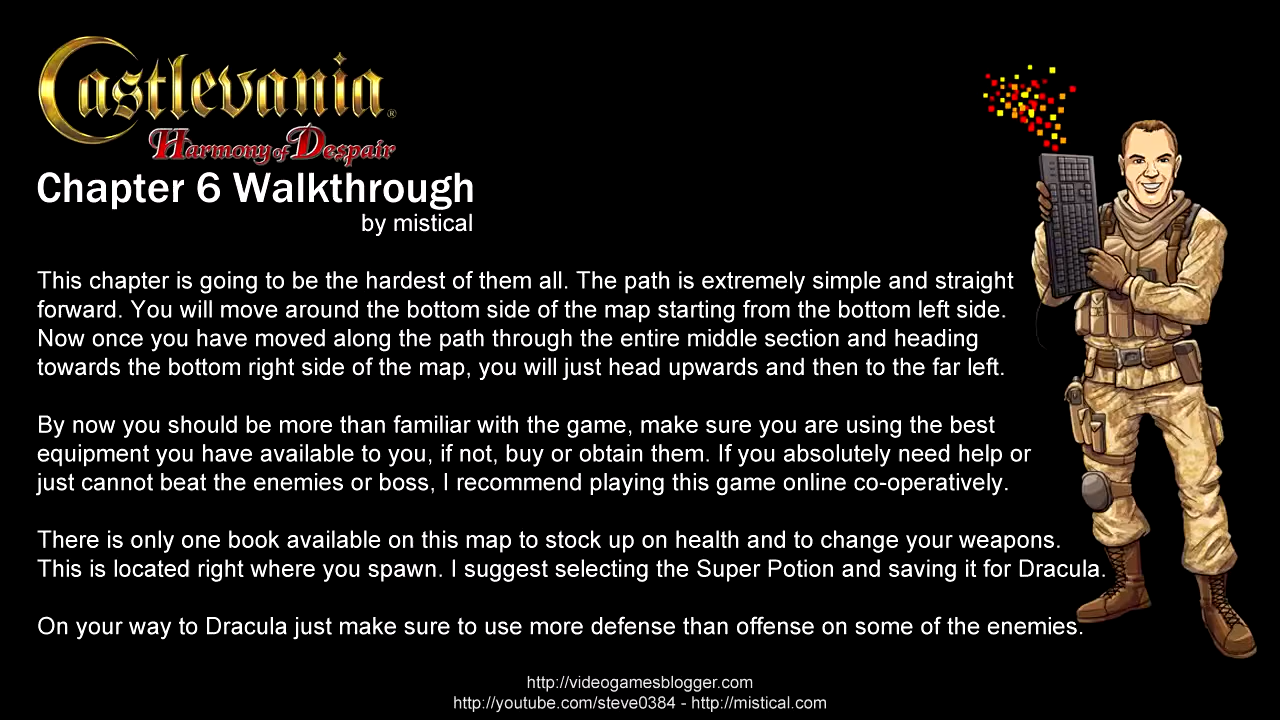 Castlevania®
Harmony of Despair
Chapter 6 Walkthrough
by mistical
This chapter is going to be the hardest of them all. The path is extremely simple and straight
forward. You will move around the bottom side of the map starting from the bottom left side.
Now once you have moved along the path through the entire middle section and heading
towards the bottom right side of the map, you will just head upwards and then to the far left.
By now you should be more than familiar with the game, make sure you are using the best
equipment you have available to you, if not, buy or obtain them. If you absolutely need help or
just cannot beat the enemies or boss, I recommend playing this game online co-operatively.
There is only one book available on this map to stock up on health and to change your weapons.
This is located right where you spawn. I suggest selecting the Super Potion and saving it for Dracula.
On your way to Dracula just make sure to use more defense than offense on some of the enemies.
http://videogamesblogger.com
http://youtube.com/steve0384 - http://mistical.com